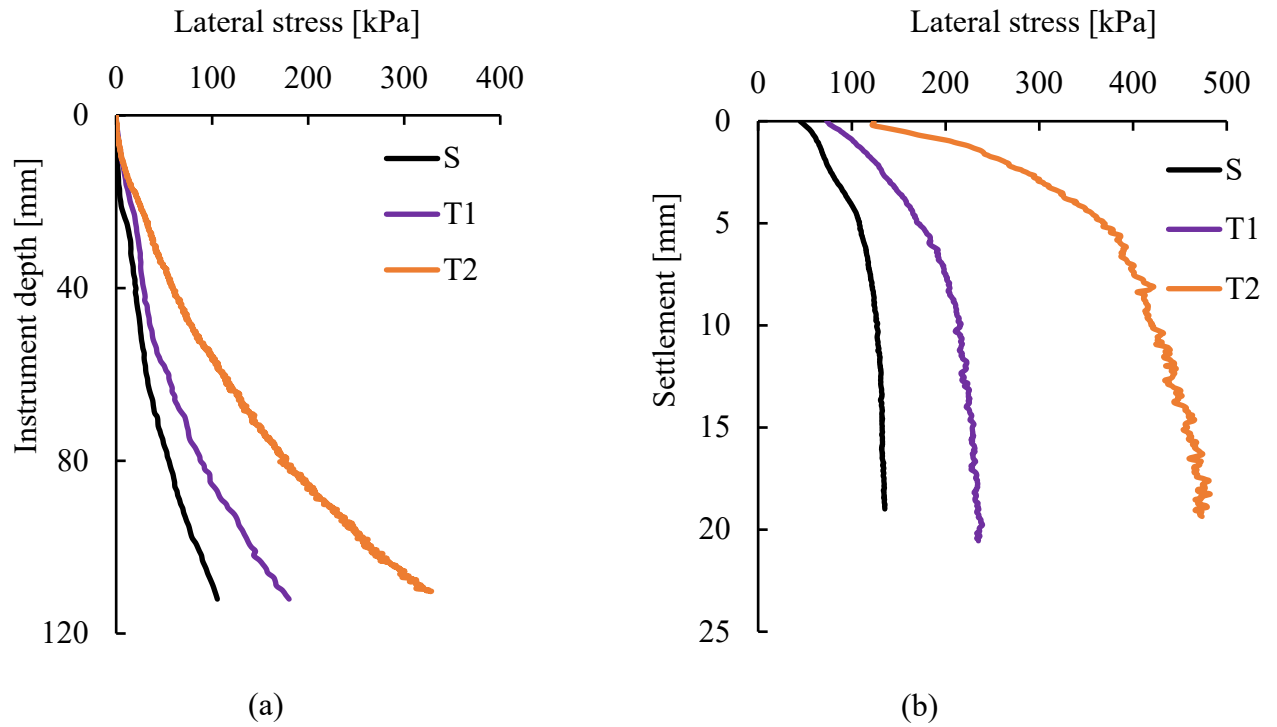 Lateral stress [kPa]
0 100 200 300 400
0
40
80
120
Instrument depth [mm]
S
T1
T2
(a)
Lateral stress [kPa]
0 100 200 300 400 500
0
5
10
15
20
25
Settlement [mm]
S
T1
T2
(b)